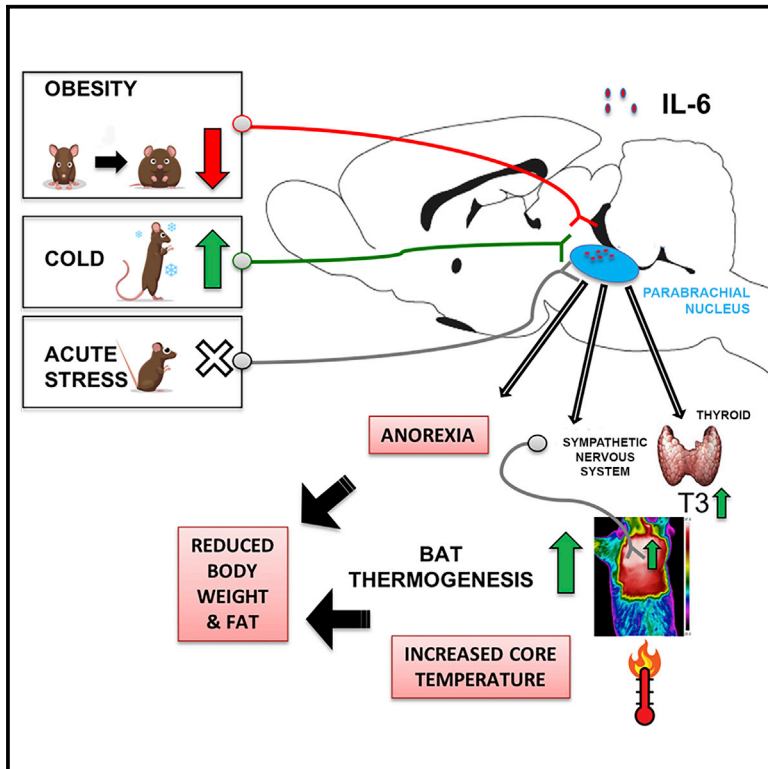 OBESITY
IL-6
COLD
PARABRACHIAL
NUCLEUS
ACUTE
STRESS
ANOREXIA
SYMPATHETIC
NERVOUS
SYSTEM
THYROID
T3
REDUCED
BODY
WEIGHT
& FAT
BAT
THERMOGENESIS
INCREASED CORE
TEMPERATURE